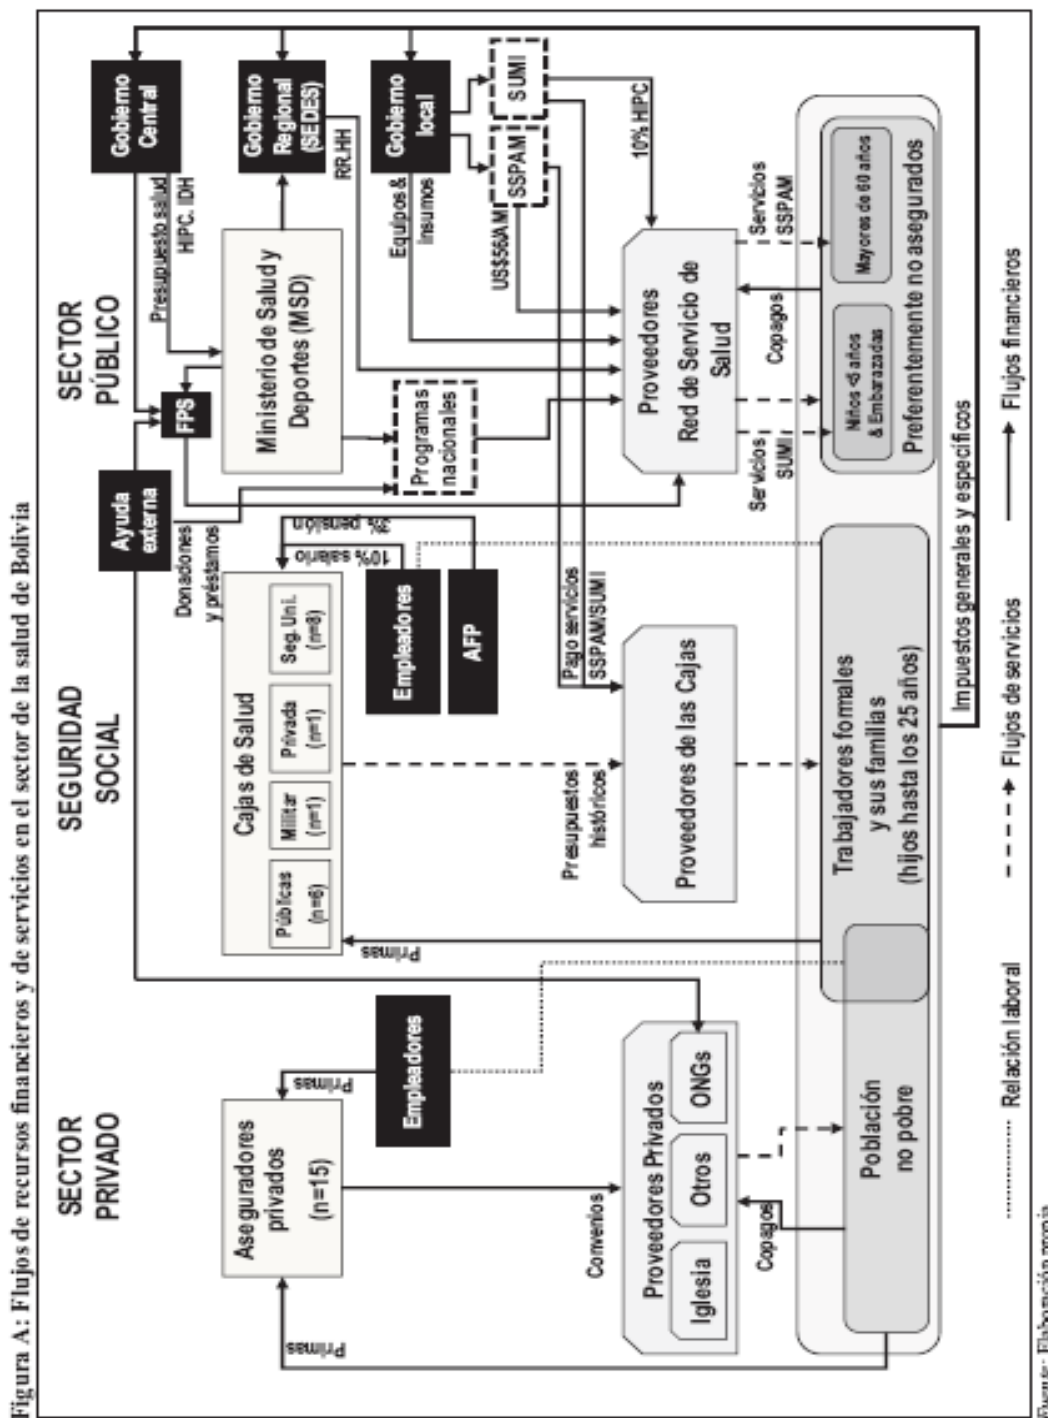 Figura A: Flujos de recursos financieros y de servicios en el sector de la salud de Bolivia
SECTOR
PRIVADO
SEGURIDAD
SOCIAL
SECTOR
PÚBLICO
Ayuda
externa
Gobierno
Central
Donaciones
y préstamos
FPS
Presupuesto salud
HIPC. IDH
Aseguradores
privados
(n=15)
Primas
Primas
Empleadores
Cajas de Salud
Públicas
(n=6)
Militar
(n=1)
Privada
(n=1)
Seg. Uni.
(n=8)
Primas
10% salario
3% pensión
Empleadores
AFP
Ministerio de Salud y
Deportes (MSD)
Gobierno
Regional
(SEDES)
RR.HH
Programas
nacionales
Gobierno
local
Equipos &
insumos
SSPAM
SUMI
US$56/AM
10% HIPC
Pago servicios
SSPAM/SUMI
Convenios
Presupuestos
históricos
Proveedores Privados
Iglesia
Otros
ONGs
Proveedores de las Cajas
Proveedores
Red de Servicio de
Salud
Copagos
Servicios
SUMI
Copagos
Servicios
SSPAM
Población
no pobre
Trabajadores formales
y sus familias
(hijos hasta los 25 años)
Niños <5 años
& Embarazadas
Mayores de 60 años
Preferentemente no asegurados
Impuestos generales y específicos
Relación laboral
Flujos de servicios
Flujos financieros
Fuente: Elaboración propia